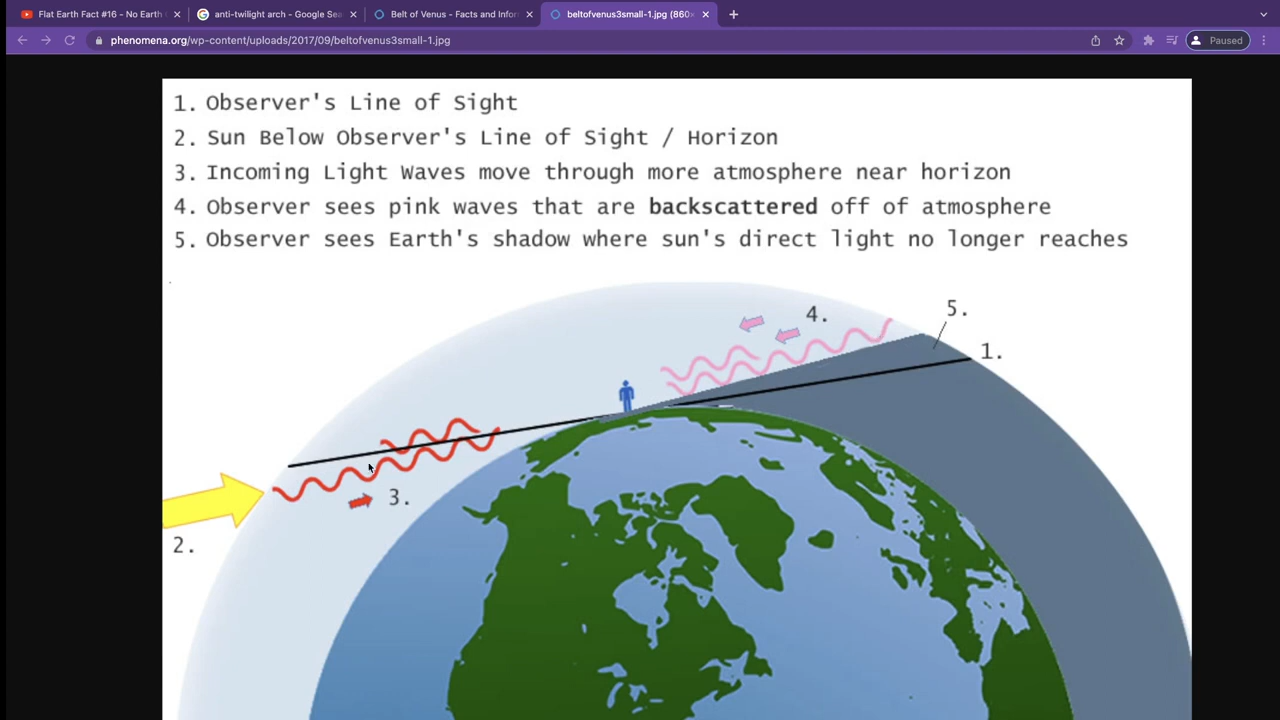 Flat Earth Fact #16 - No Earth
anti-twilight arch - Google Sea
Belt of Venus - Facts and Infor
beltofvenus3small-1.jpg (860×
phenomena.org/wp-content/uploads/2017/09/beltofvenus3small-1.jpg
Paused
1. Observer's Line of Sight
2. Sun Below Observer's Line of Sight / Horizon
3. Incoming Light Waves move through more atmosphere near horizon
4. Observer sees pink waves that are backscattered off of atmosphere
5. Observer sees Earth's shadow where sun's direct light no longer reaches
4.
5.
1.
3.
2.